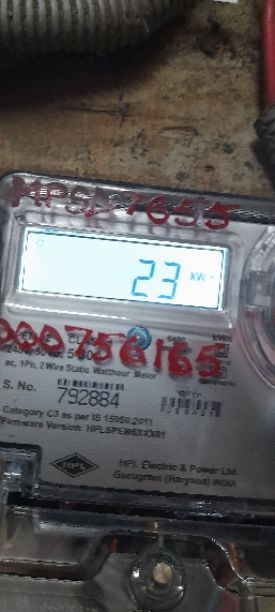 MPSD7655
23 kWH
000756165
ac, 1Ph, 2 Wire Static Watthour Meter
S. No.
792884
Category C3 as per IS 15959:2011
HPL
HPL Electric & Power Ltd.
Gurugram (Haryana) INDIA